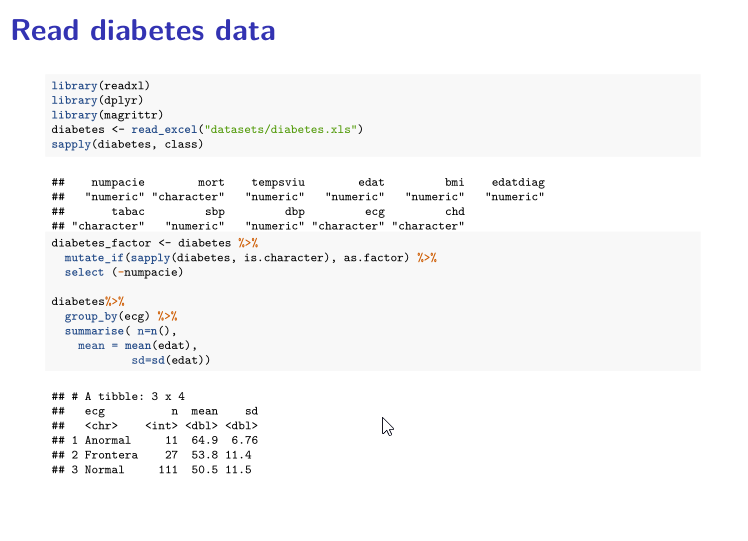 Read diabetes data
library(readxl)
library(dplyr)
library(magrittr)
diabetes <- read_excel("datasets/diabetes.xls")
sapply(diabetes, class)
##    numpacie        mort    tempsviu        edat         bmi    edatdiag
##   "numeric" "character"   "numeric"   "numeric"   "numeric"   "numeric"
##       tabac         sbp         dbp         ecg         chd
## "character"   "numeric"   "numeric" "character" "character"
diabetes_factor <- diabetes %>%
  mutate_if(sapply(diabetes, is.character), as.factor) %>%
  select (-numpacie)
diabetes%>%
  group_by(ecg) %>%
  summarise( n=n(),
    mean = mean(edat),
            sd=sd(edat))
## # A tibble: 3 x 4
##   ecg          n  mean    sd
##   <chr>    <int> <dbl> <dbl>
## 1 Anormal     11  64.9  6.76
## 2 Frontera    27  53.8 11.4
## 3 Normal     111  50.5 11.5